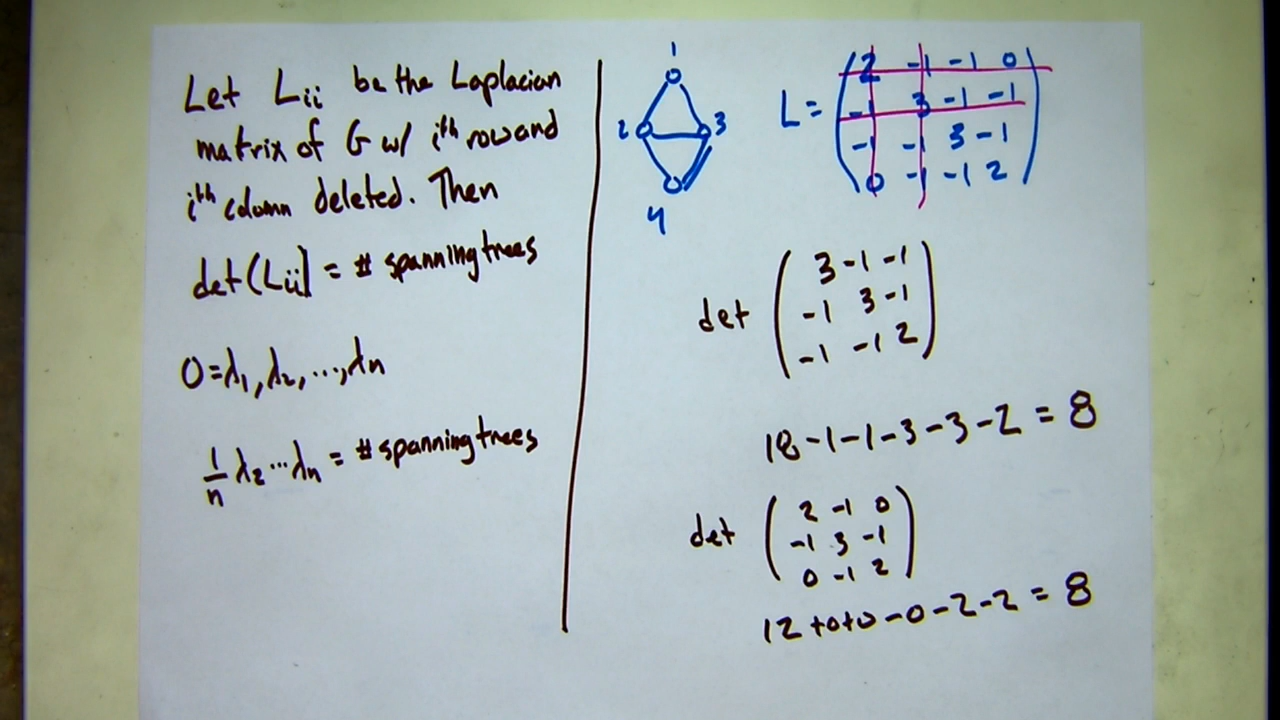 Let Lii be the Laplacian
matrix of G w/ ith row and
ith column deleted. Then
det(Lii] = # spanning trees
0=λ1, λ2, ..., λn
1/n λ2 ... λn = # spanning trees
1
2
3
4
L =
2 -1 -1 0
-1 3 -1 -1
-1 -1 3 -1
0 -1 -1 2
det
3 -1 -1
-1 3 -1
-1 -1 2
18 -1 -1 -3 -3 -2 = 8
det
2 -1 0
-1 3 -1
0 -1 2
12 +0+0 -0 -2 -2 = 8